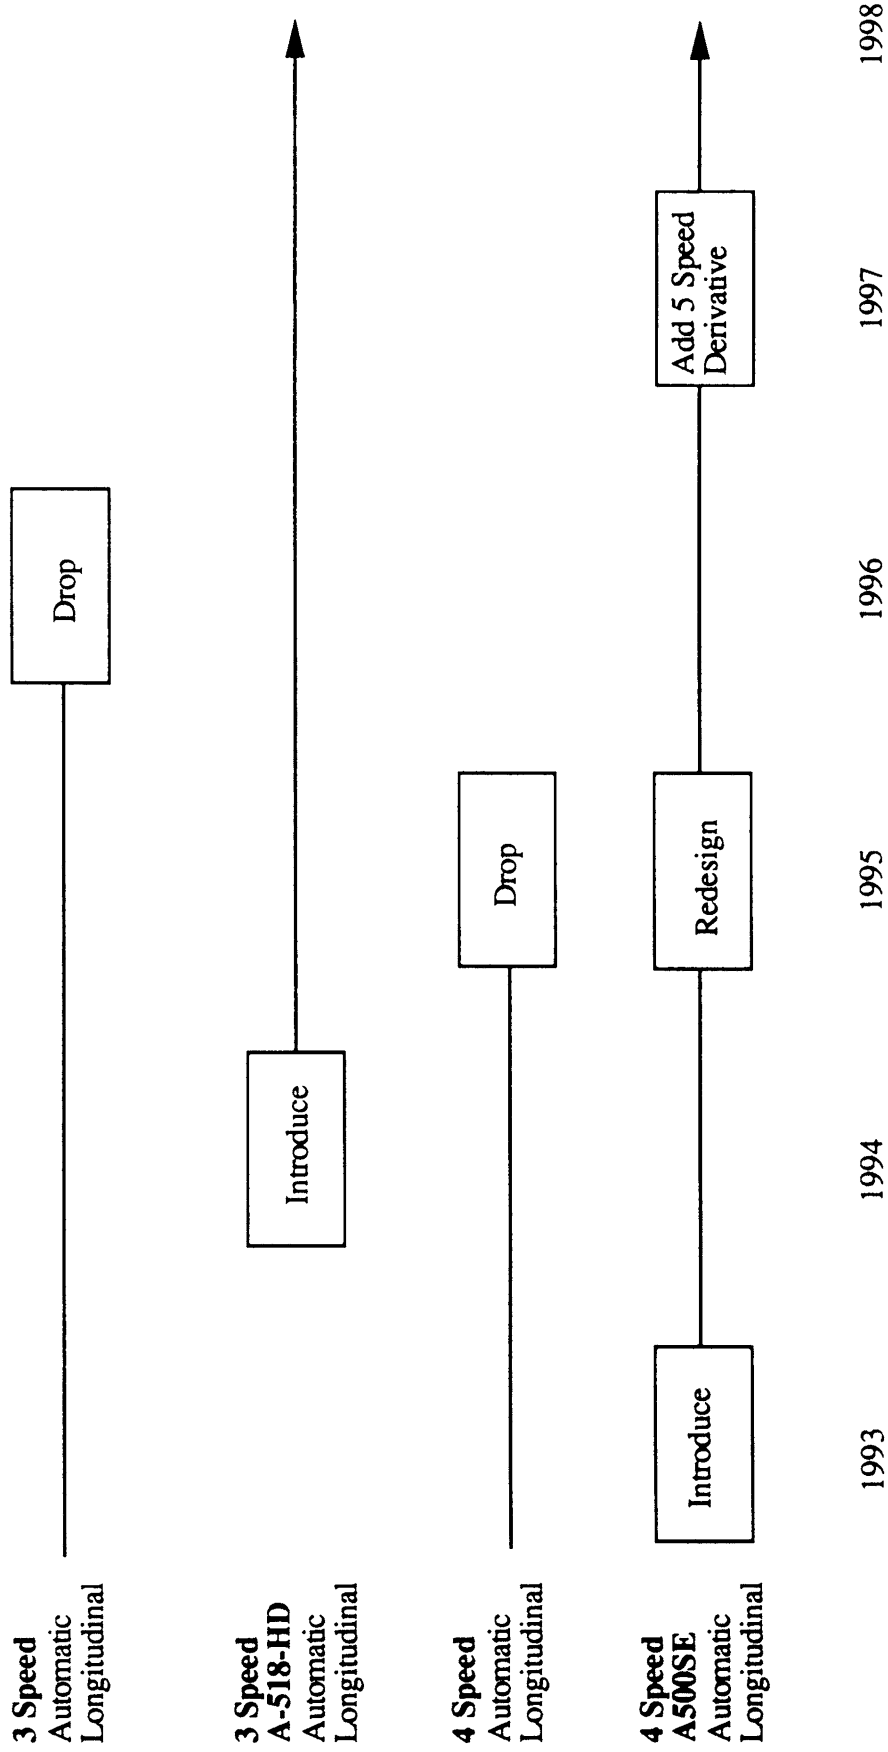 3 Speed
Automatic
Longitudinal
Drop
3 Speed
A-518-HD
Automatic
Longitudinal
Introduce
4 Speed
Automatic
Longitudinal
Drop
4 Speed
A500SE
Automatic
Longitudinal
Introduce
Redesign
Add 5 Speed
Derivative
1993
1994
1995
1996
1997
1998